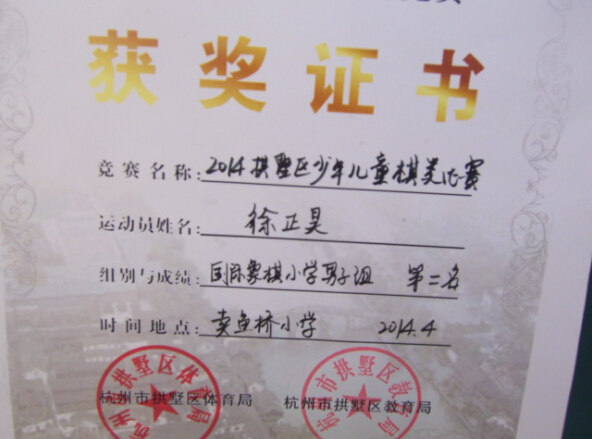 获奖证书
竞赛名称:2014拱墅区少年儿童棋类比赛
运动员姓名:徐正昊
组别与成绩:国际象棋小学男子组 第二名
时间地点:卖鱼桥小学 2014.4
杭州市拱墅区体育局 杭州市拱墅区教育局